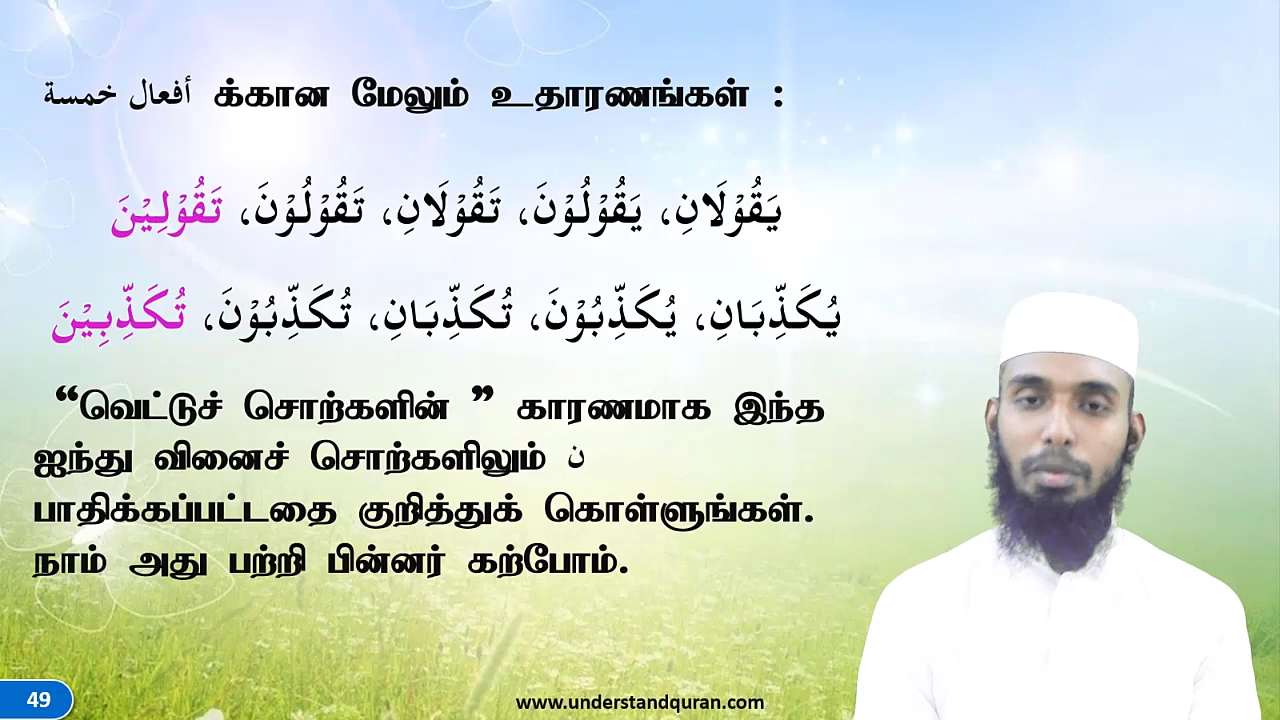 أفعال خمسة க்கான மேலும் உதாரணங்கள் :
يَقُوْلَانِ، يَقُوْلُوْنَ، تَقُوْلَانِ، تَقُوْلُوْنَ، تَقُوْلِيْنَ
يُكَذِّبَانِ، يُكَذِّبُوْنَ، تُكَذِّبَانِ، تُكَذِّبُوْنَ، تُكَذِّبِيْنَ
“வெட்டுச் சொற்களின் ” காரணமாக இந்த
ஐந்து வினைச் சொற்களிலும் ن
பாதிக்கப்பட்டதை குறித்துக் கொள்ளுங்கள்.
நாம் அது பற்றி பின்னர் கற்போம்.
49
www.understandquran.com